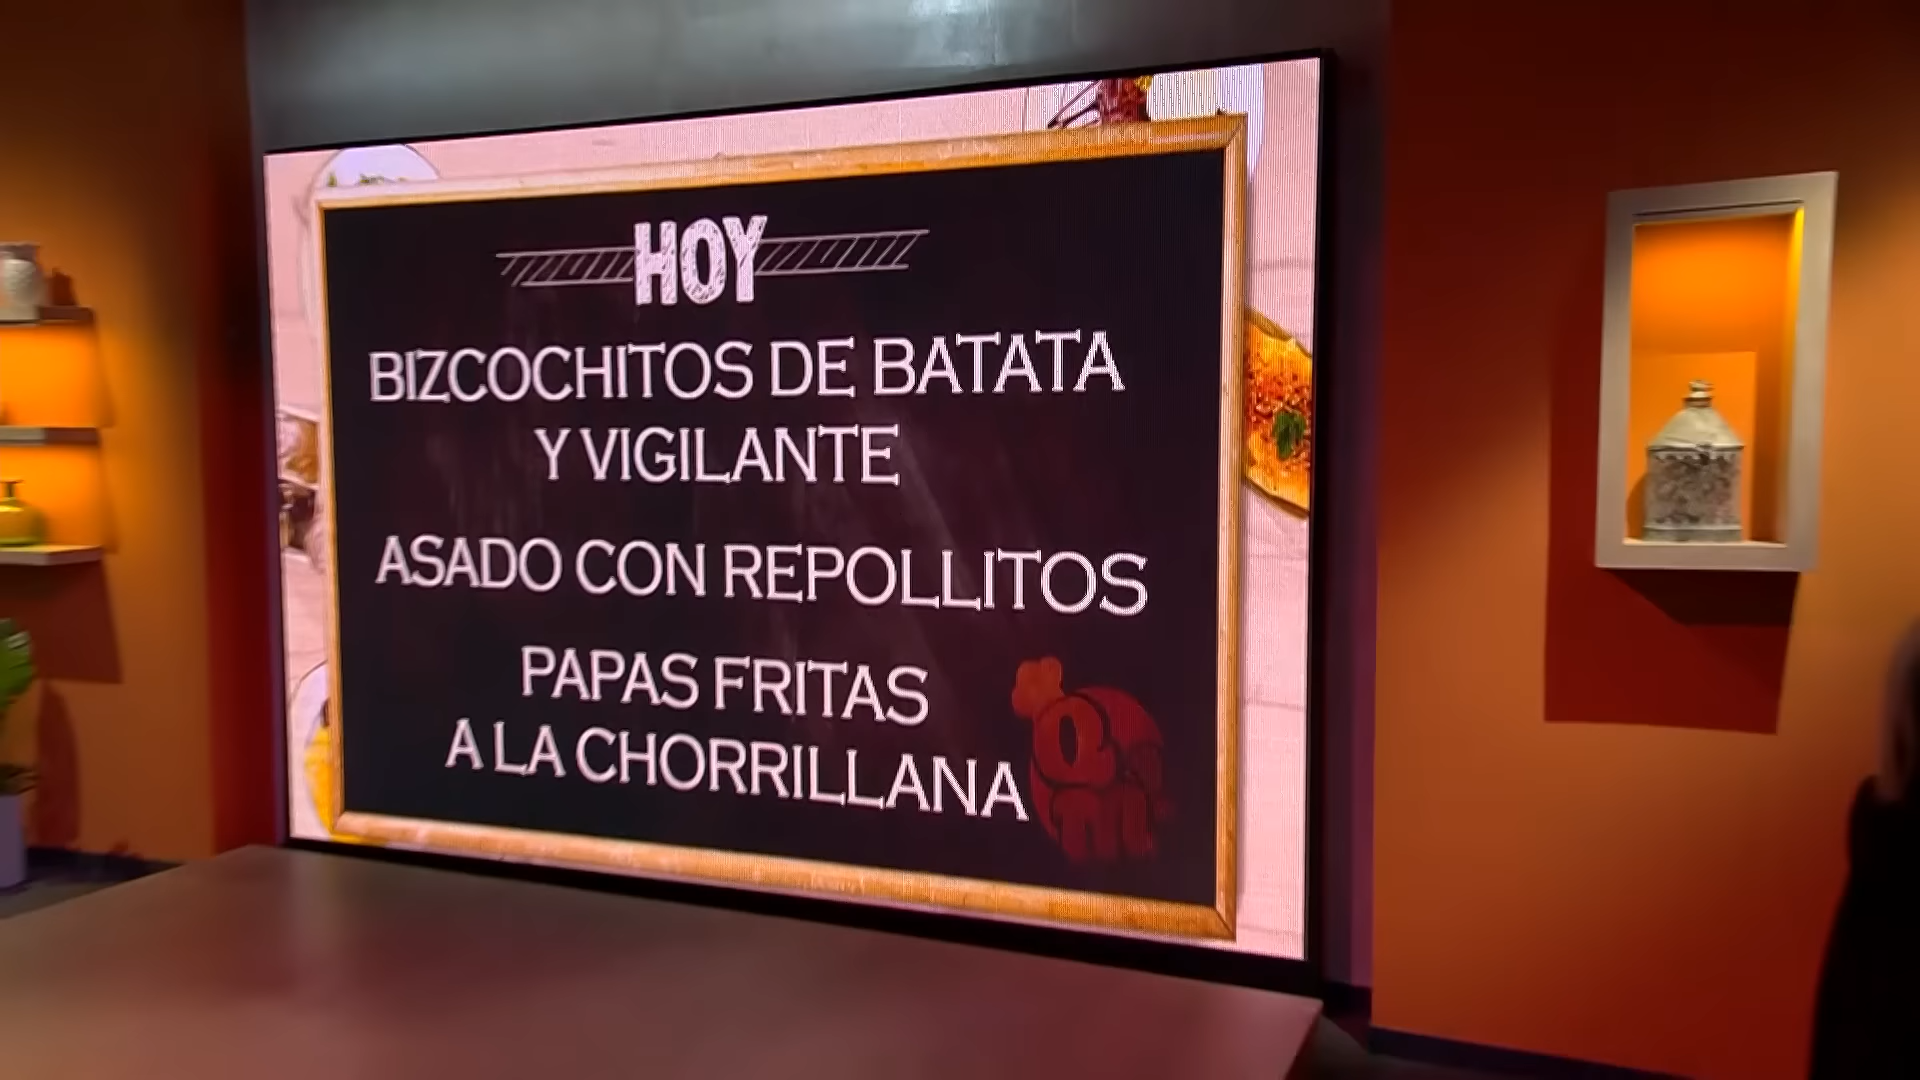 HOY
BIZCOCHITOS DE BATATA
Y VIGILANTE
ASADO CON REPOLLITOS
PAPAS FRITAS
A LA CHORRILLANA